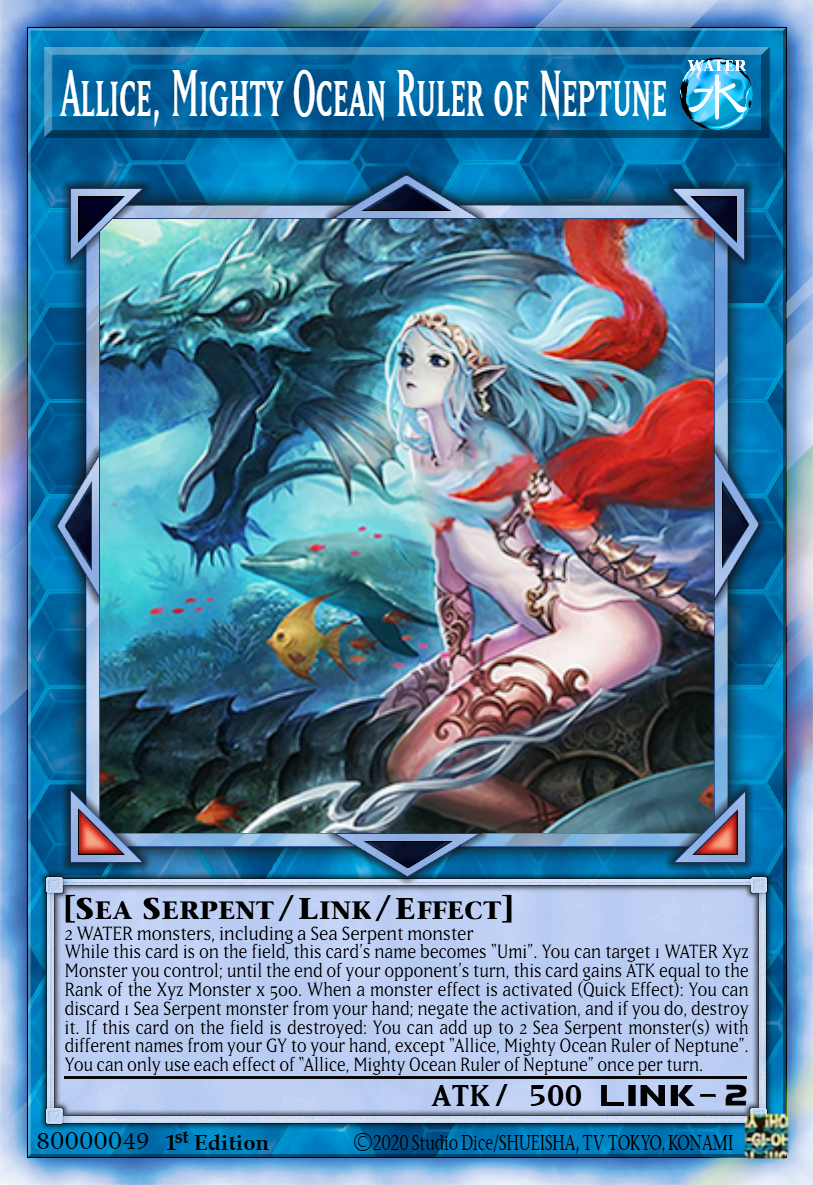 Allice, Mighty Ocean Ruler of Neptune
WATER
水
[Sea Serpent/Link/Effect]
2 WATER monsters, including a Sea Serpent monster
While this card is on the field, this card's name becomes "Umi". You can target 1 WATER Xyz
Monster you control; until the end of your opponent's turn, this card gains ATK equal to the
Rank of the Xyz Monster x 500. When a monster effect is activated (Quick Effect): You can
discard 1 Sea Serpent monster from your hand; negate the activation, and if you do, destroy
it. If this card on the field is destroyed: You can add up to 2 Sea Serpent monster(s) with
different names from your GY to your hand, except "Allice, Mighty Ocean Ruler of Neptune".
You can only use each effect of "Allice, Mighty Ocean Ruler of Neptune" once per turn.
ATK/ 500 LINK-2
80000049 1st Edition ©2020 Studio Dice/SHUEISHA, TV TOKYO, KONAMI